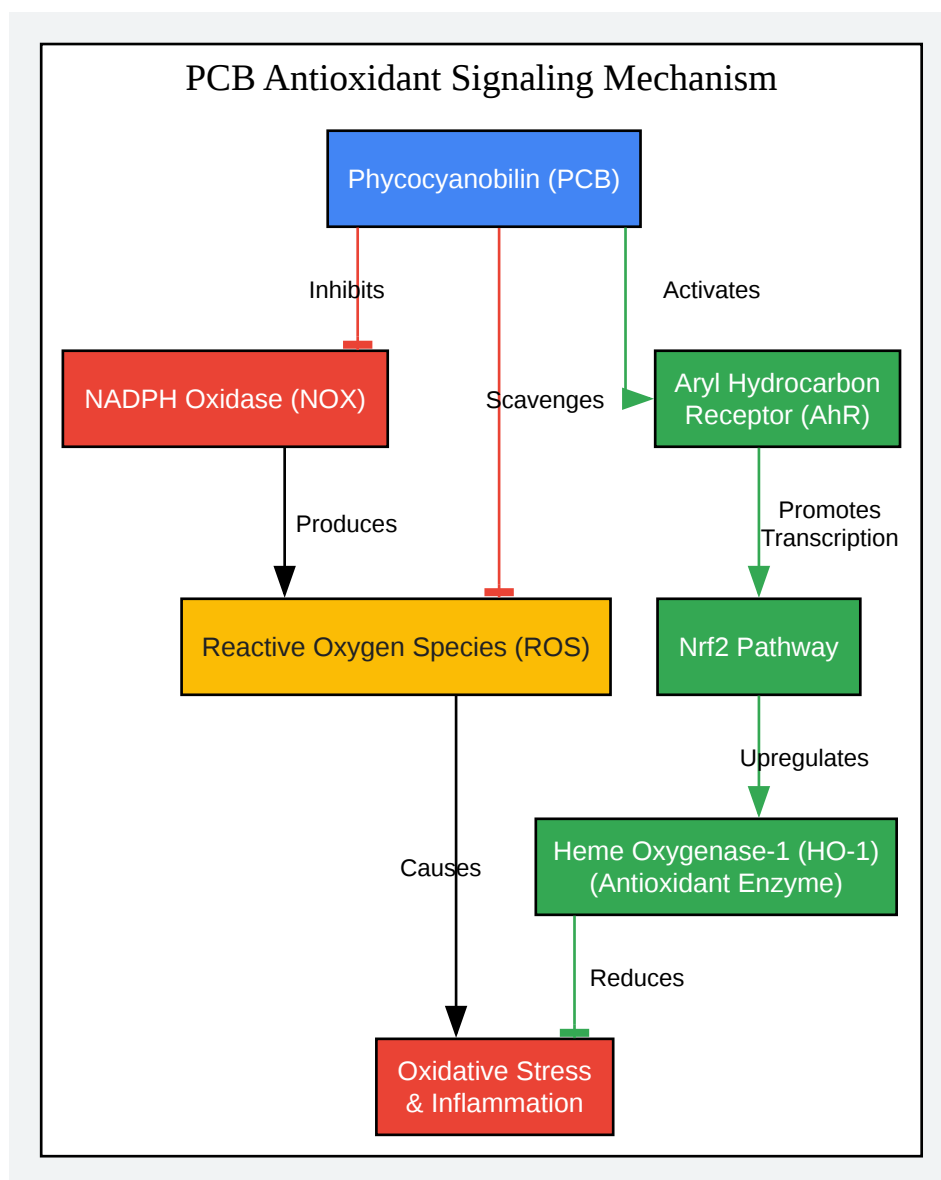 PCB Antioxidant Signaling Mechanism
Phycocyanobilin (PCB)
Inhibits
Activates
NADPH Oxidase (NOX)
Scavenges
Aryl Hydrocarbon
Receptor (AhR)
Produces
Promotes
Transcription
Reactive Oxygen Species (ROS)
Nrf2 Pathway
Upregulates
Heme Oxygenase-1 (HO-1)
(Antioxidant Enzyme)
Causes
Reduces
Oxidative Stress
& Inflammation